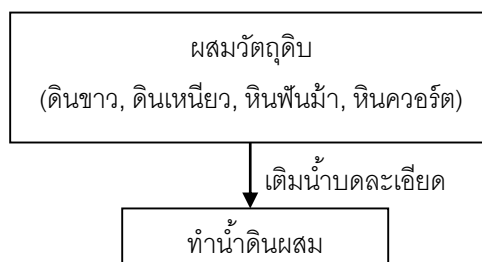 ผสมวัตถุดิบ
(ดินขาว, ดินเหนียว, หินฟันม้า, หินควอร์ต)
เติมน้ำบดละเอียด
ทำน้ำดินผสม